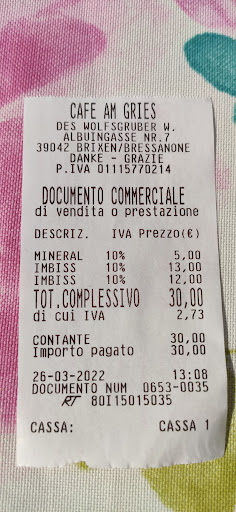 CAFE AM GRIES
DES WOLFSGRUBER W.
ALBUINGASSE NR.7
39042 BRIXEN/BRESSANONE
DANKE - GRAZIE
P.IVA 01115770214
DOCUMENTO COMMERCIALE
di vendita o prestazione
DESCRIZ. IVA Prezzo(€)
MINERAL 10% 5,00
IMBISS 10% 13,00
IMBISS 10% 12,00
TOT.COMPLESSIVO 30,00
di cui IVA 2,73
CONTANTE 30,00
Importo pagato 30,00
26-03-2022 13:08
DOCUMENTO NUM 0653-0035
RT 80I15015035
CASSA: CASSA 1